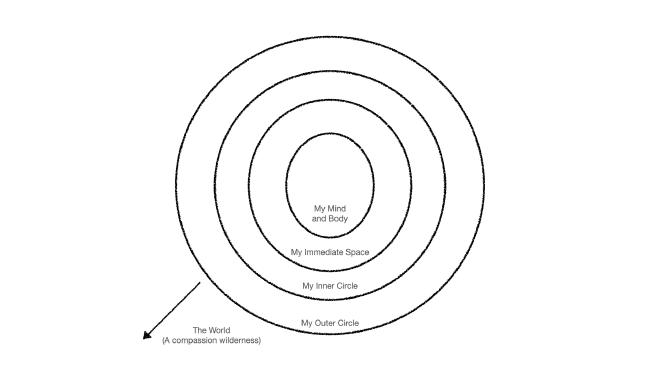 My Mind
and Body
My Immediate Space
My Inner Circle
My Outer Circle
The World
(A compassion wilderness)